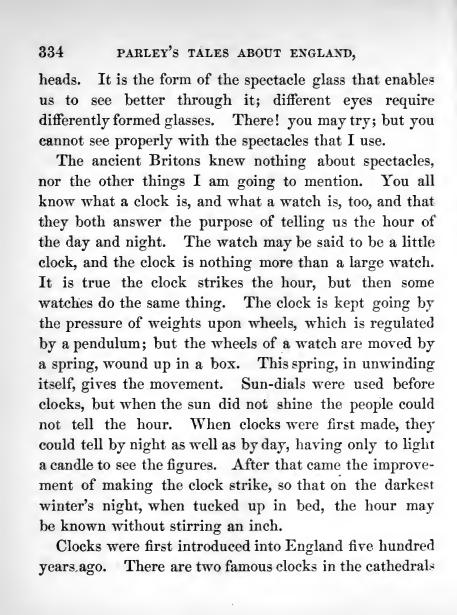 334 PARLEY'S TALES ABOUT ENGLAND,
heads. It is the form of the spectacle glass that enables
us to see better through it; different eyes require
differently formed glasses. There! you may try; but you
cannot see properly with the spectacles that I use.
The ancient Britons knew nothing about spectacles,
nor the other things I am going to mention. You all
know what a clock is, and what a watch is, too, and that
they both answer the purpose of telling us the hour of
the day and night. The watch may be said to be a little
clock, and the clock is nothing more than a large watch.
It is true the clock strikes the hour, but then some
watches do the same thing. The clock is kept going by
the pressure of weights upon wheels, which is regulated
by a pendulum; but the wheels of a watch are moved by
a spring, wound up in a box. This spring, in unwinding
itself, gives the movement. Sun-dials were used before
clocks, but when the sun did not shine the people could
not tell the hour. When clocks were first made, they
could tell by night as well as by day, having only to light
a candle to see the figures. After that came the improve-
ment of making the clock strike, so that on the darkest
winter's night, when tucked up in bed, the hour may
be known without stirring an inch.
Clocks were first introduced into England five hundred
years ago. There are two famous clocks in the cathedrals